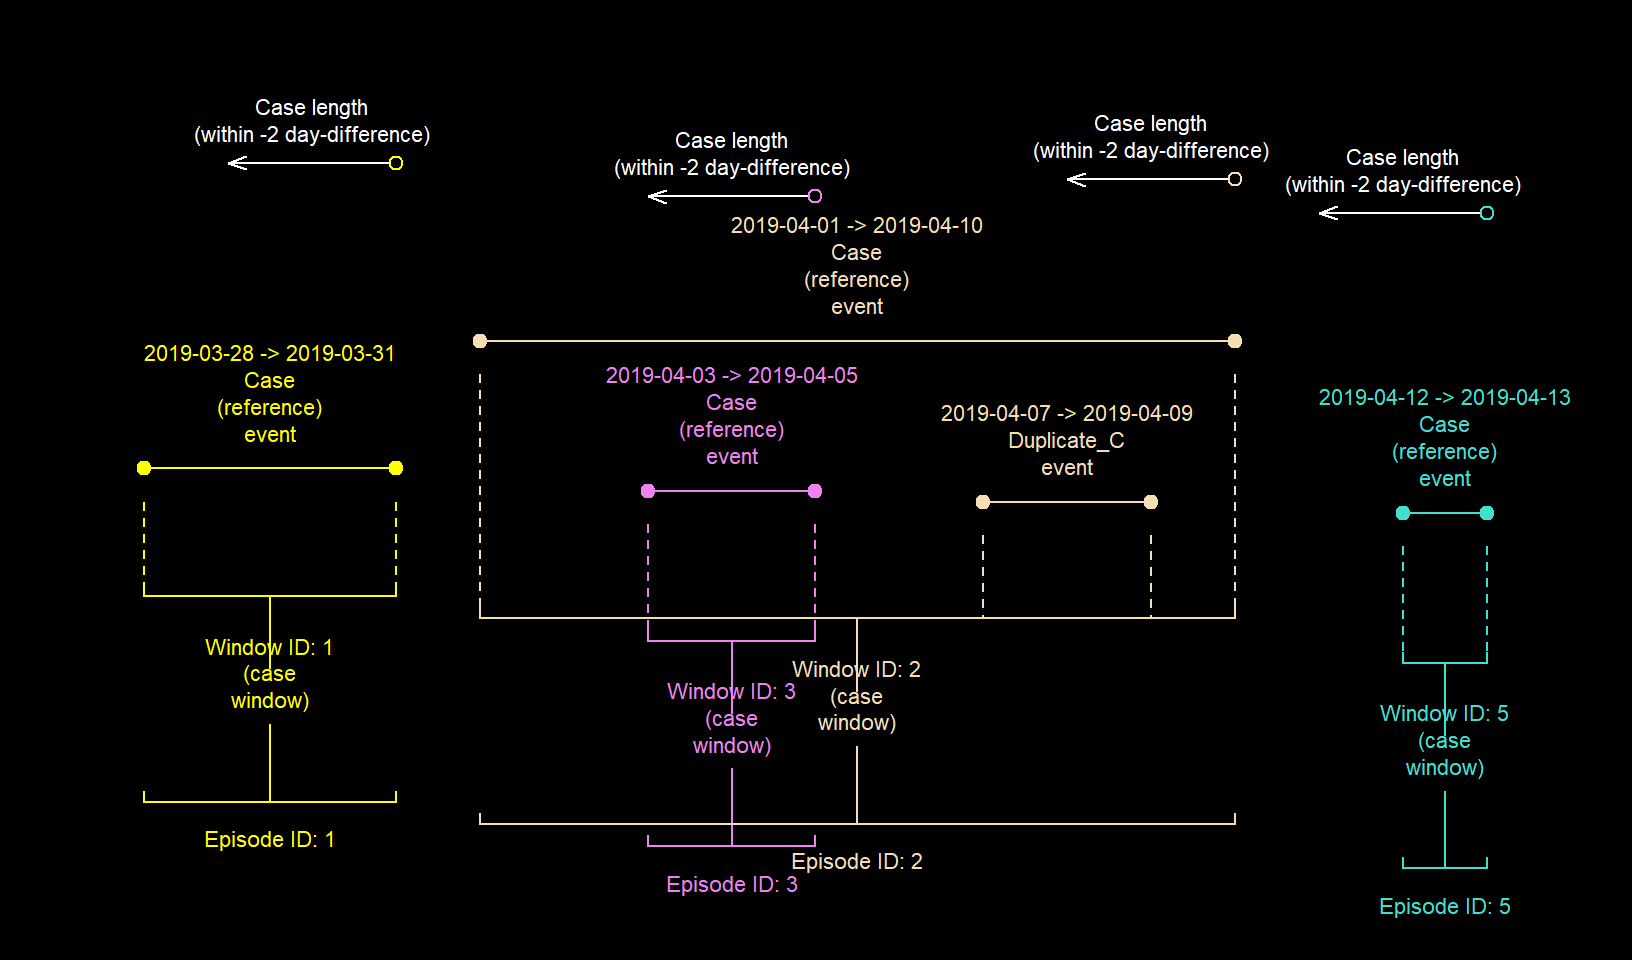 Case length
(within -2 day-difference)
Case length
(within -2 day-difference)
Case length
(within -2 day-difference)
Case length
(within -2 day-difference)
2019-04-01 -> 2019-04-10
Case
(reference)
event
2019-03-28 -> 2019-03-31
Case
(reference)
event
2019-04-03 -> 2019-04-05
Case
(reference)
event
2019-04-07 -> 2019-04-09
Duplicate_C
event
2019-04-12 -> 2019-04-13
Case
(reference)
event
Window ID: 1
(case
window)
Window ID: 2
(case
window)
Window ID: 3
(case
window)
Window ID: 5
(case
window)
Episode ID: 1
Episode ID: 2
Episode ID: 3
Episode ID: 5